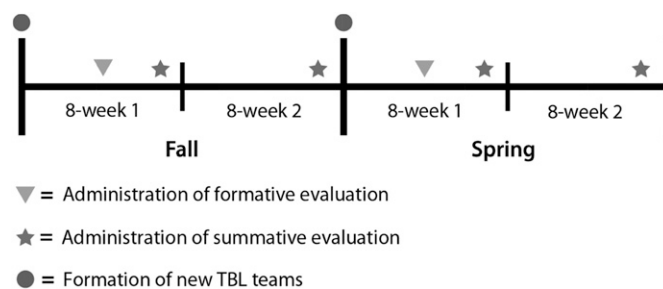 8-week 1 8-week 2 8-week 1 8-week 2
Fall Spring
= Administration of formative evaluation
= Administration of summative evaluation
= Formation of new TBL teams